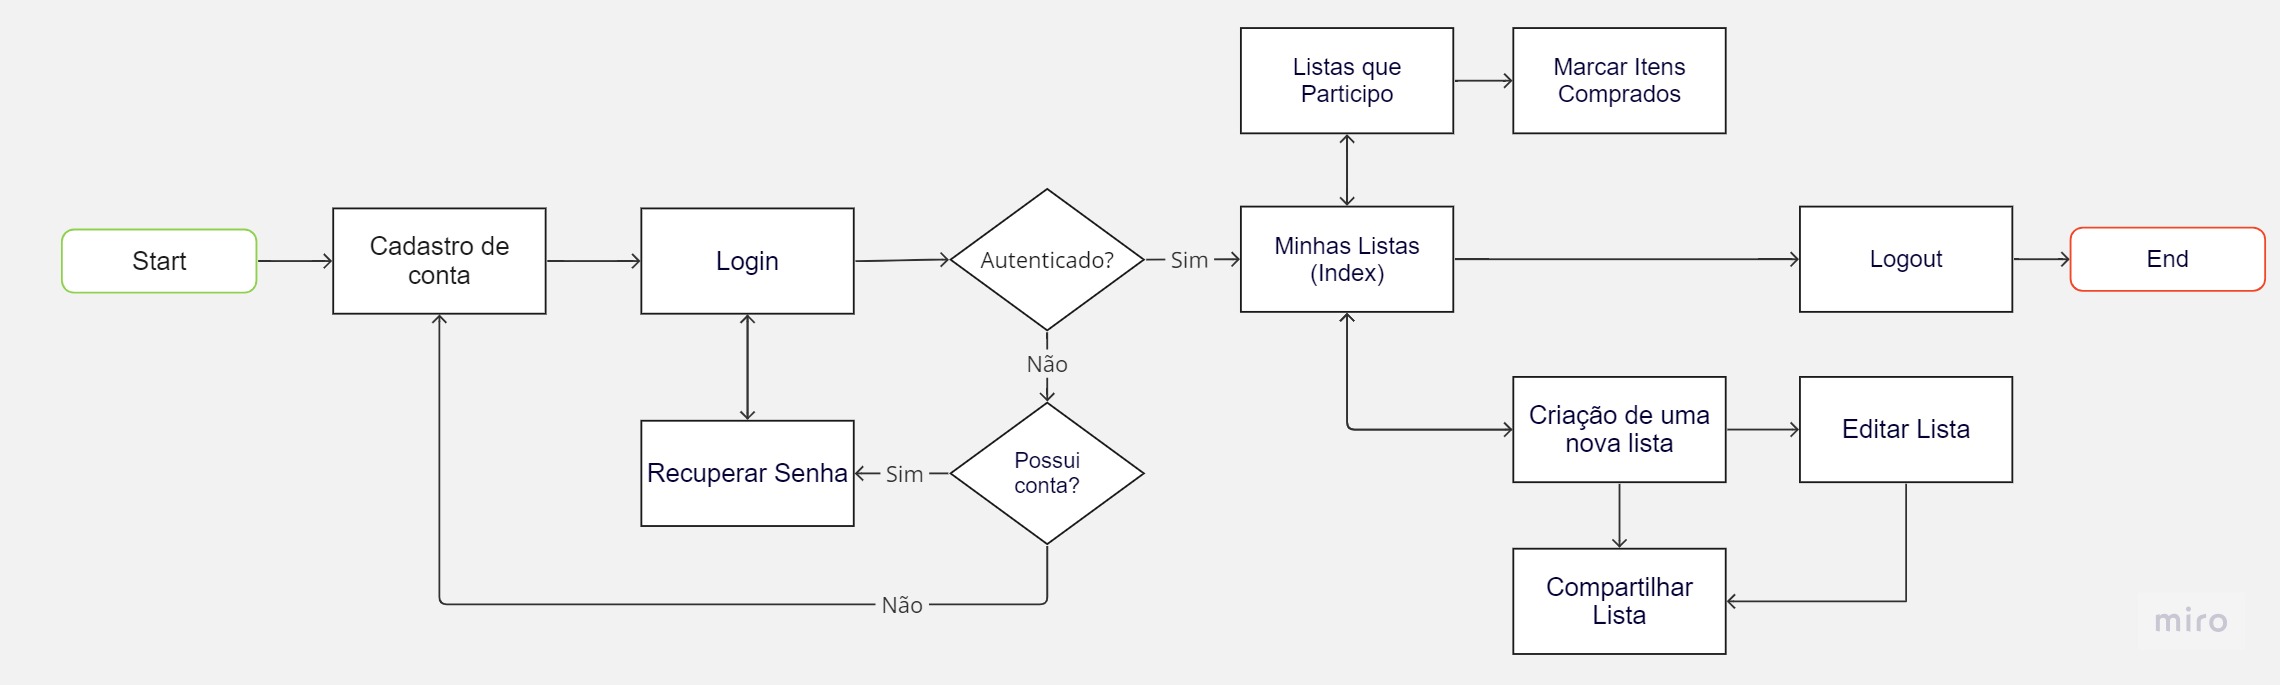 Listas que
Participo
Marcar Itens
Comprados
Start
Cadastro de
conta
Login
Autenticado?
Sim
Minhas Listas
(Index)
Logout
End
Não
Recuperar Senha
Sim
Possui
conta?
Criação de uma
nova lista
Editar Lista
Não
Compartilhar
Lista
miro